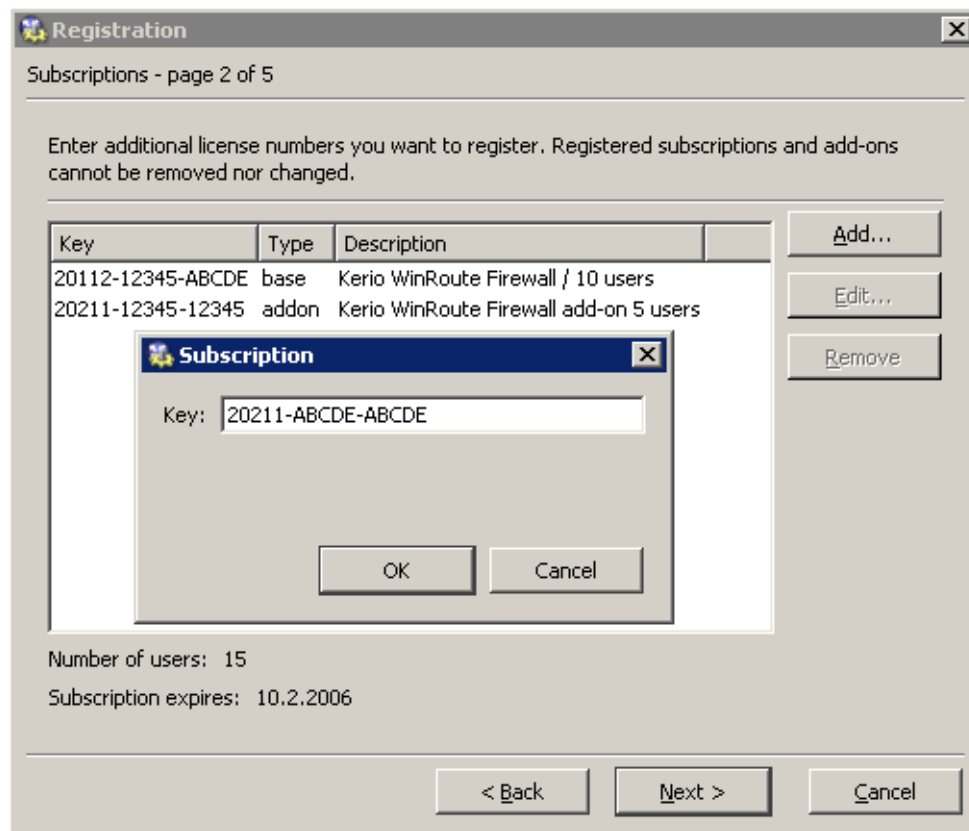 Registration
Subscriptions - page 2 of 5
Enter additional license numbers you want to register. Registered subscriptions and add-ons
cannot be removed nor changed.
Key Type Description
20112-12345-ABCDE base Kerio WinRoute Firewall / 10 users
20211-12345-12345 addon Kerio WinRoute Firewall add-on 5 users
Add...
Edit...
Remove
Subscription
Key: 20211-ABCDE-ABCDE
OK Cancel
Number of users: 15
Subscription expires: 10.2.2006
< Back Next > Cancel